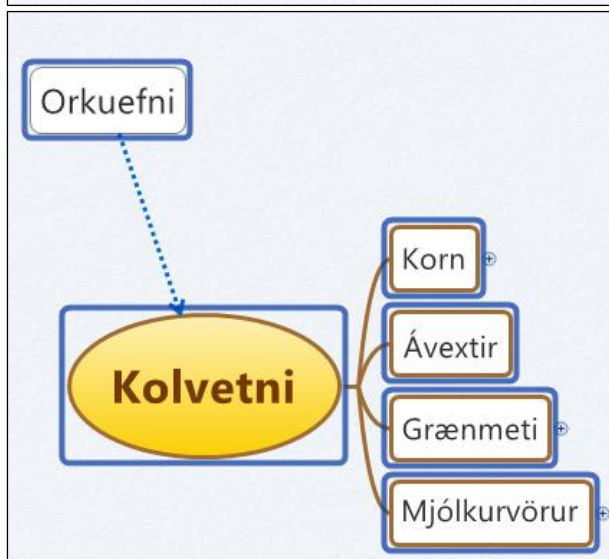 Orkuefni
Kolvetni
Korn
Ávextir
Grænmeti
Mjólkurvörur